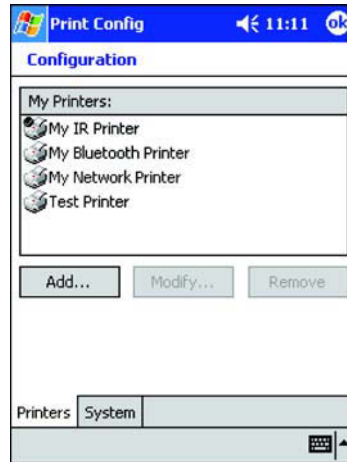 Print Config 11:11 ok
Configuration
My Printers:
My IR Printer
My Bluetooth Printer
My Network Printer
Test Printer
Add... Modify... Remove
Printers System